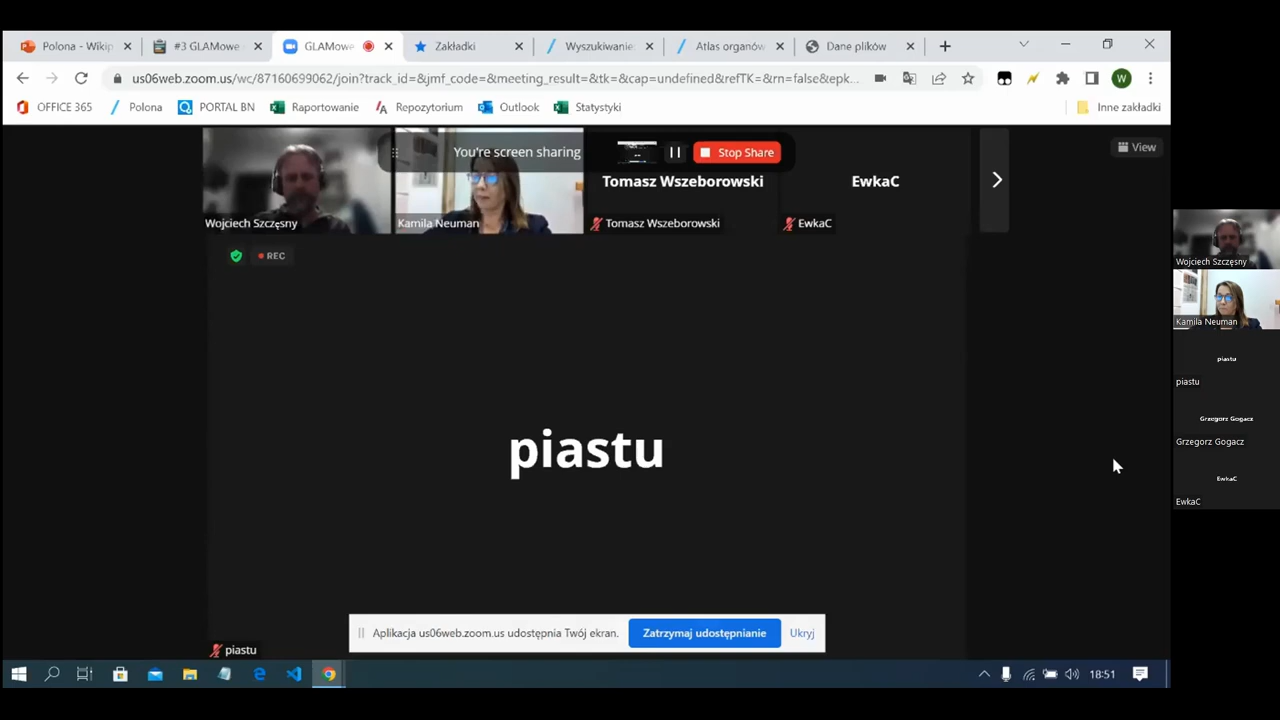 Polona - Wikip
#3 GLAMowe
GLAMowe
Zakładki
Wyszukiwanie
Atlas organów
Dane plików
us06web.zoom.us/wc/87160699062/join?track_id=&jmf_code=&meeting_result=&tk=&cap=undefined&refTK=&rn=false&epk...
W
OFFICE 365
Polona
PORTAL BN
Raportowanie
Repozytorium
Outlook
Statystyki
Inne zakładki
You're screen sharing
Stop Share
View
Wojciech Szczęsny
Kamila Neuman
Tomasz Wszeborowski
Tomasz Wszeborowski
EwkaC
EwkaC
REC
piastu
piastu
Aplikacja us06web.zoom.us udostępnia Twój ekran.
Zatrzymaj udostępnianie
Ukryj
18:51
Wojciech Szczęsny
Kamila Neuman
piastu
piastu
Grzegorz Gogacz
Grzegorz Gogacz
EwkaC
EwkaC